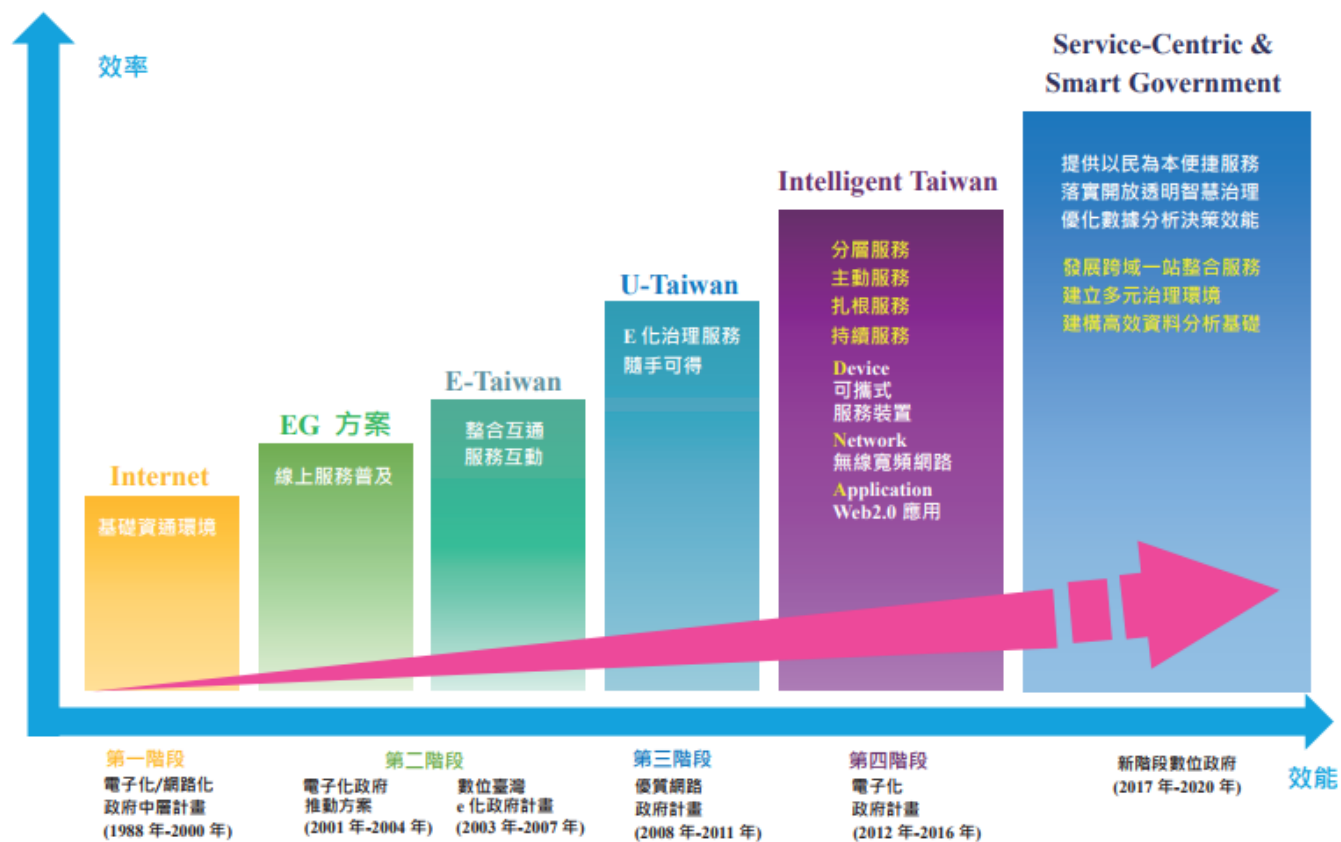 效率
Service-Centric &
Smart Government
提供以民為本便捷服務
落實開放透明智慧治理
優化數據分析決策效能
發展跨域一站整合服務
建立多元治理環境
建構高效資料分析基礎
Intelligent Taiwan
分層服務
主動服務
扎根服務
持續服務
Device
可攜式
服務裝置
Network
無線寬頻網路
Application
Web2.0 應用
U-Taiwan
E 化治理服務
隨手可得
E-Taiwan
整合互通
服務互動
EG 方案
線上服務普及
Internet
基礎資通環境
第一階段
電子化/網路化
政府中層計畫
(1988 年-2000 年)
第二階段
電子化政府
推動方案
(2001 年-2004 年)
數位臺灣
e 化政府計畫
(2003 年-2007 年)
第三階段
優質網路
政府計畫
(2008 年-2011 年)
第四階段
電子化
政府計畫
(2012 年-2016 年)
新階段數位政府
(2017 年-2020 年)
效能